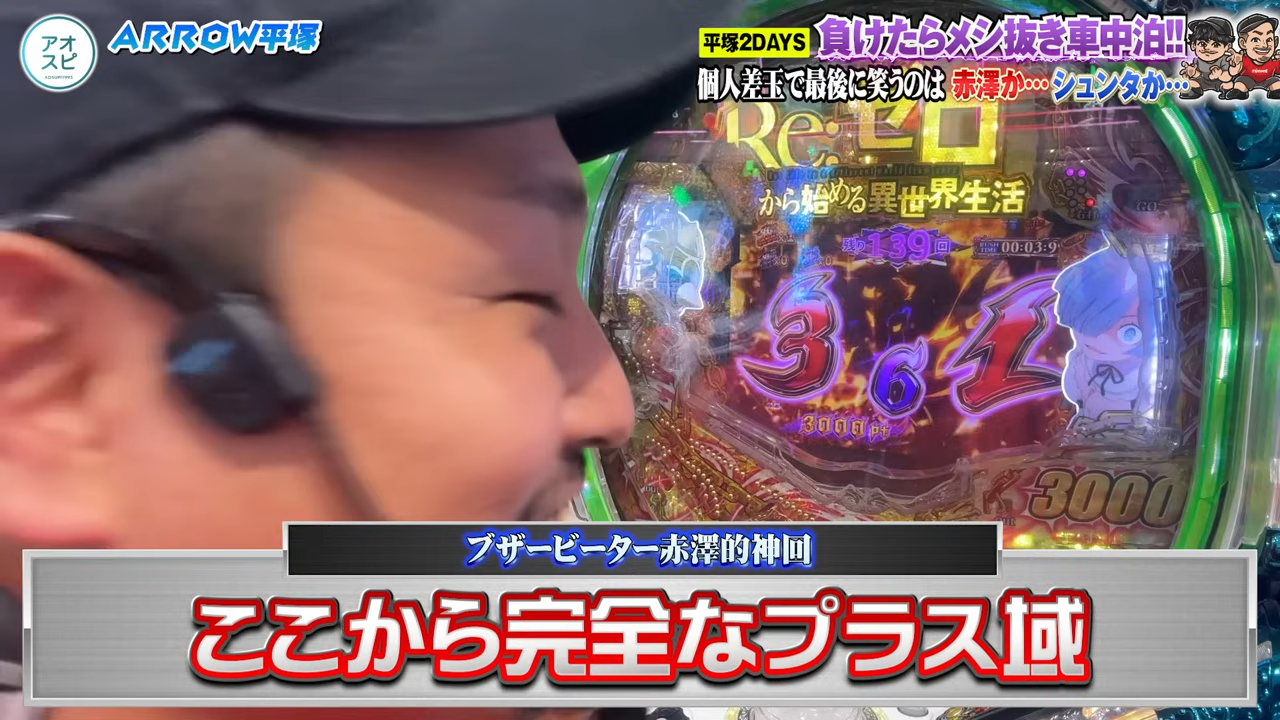 アオ
スピ
ARROW平塚
平塚2DAYS 負けたらメシ抜き車中泊!!
個人差玉で最後に笑うのは 赤澤か… シュンタか…
Re:ゼロ
から始める異世界生活
残り139回
00:03:9
3 6 1
3000pt
3000
ブザービーター赤澤的神回
ここから完全なプラス域